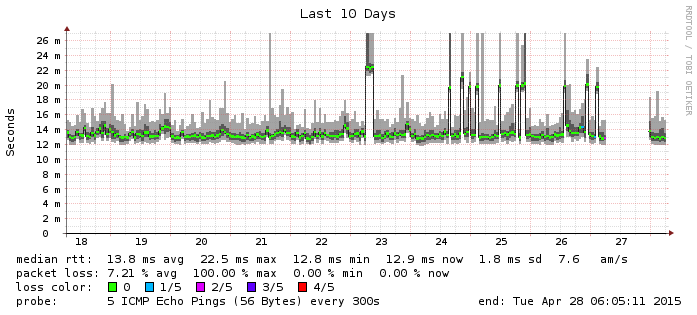 Last 10 Days
RRDTOOL / TOBI OETIKER
Seconds
26 m
24 m
22 m
20 m
18 m
16 m
14 m
12 m
10 m
8 m
6 m
4 m
2 m
0
18 19 20 21 22 23 24 25 26 27
median rtt: 13.8 ms avg 22.5 ms max 12.8 ms min 12.9 ms now 1.8 ms sd 7.6 am/s
packet loss: 7.21 % avg 100.00 % max 0.00 % min 0.00 % now
loss color: 0 1/5 2/5 3/5 4/5
probe: 5 ICMP Echo Pings (56 Bytes) every 300s end: Tue Apr 28 06:05:11 2015